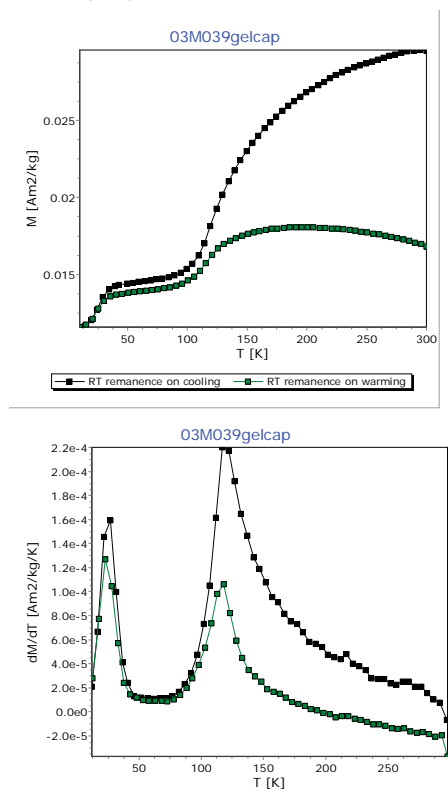 03M039gelcap
0.025
0.02
0.015
M [Am2/kg]
50 100 150 200 250 300
T [K]
RT remanence on cooling RT remanence on warming
03M039gelcap
2.2e-4
2.0e-4
1.8e-4
1.6e-4
1.4e-4
1.2e-4
1.0e-4
8.0e-5
6.0e-5
4.0e-5
2.0e-5
0.0e0
-2.0e-5
dM/dT [Am2/kg/K]
50 100 150 200 250
T [K]